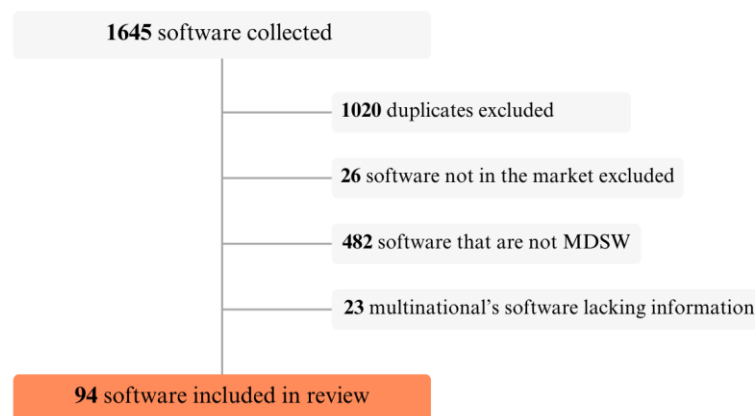 1645 software collected
1020 duplicates excluded
26 software not in the market excluded
482 software that are not MDSW
23 multinational's software lacking information
94 software included in review